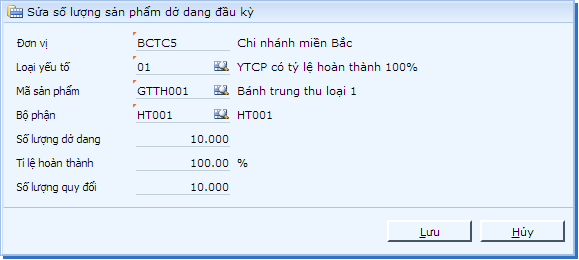 Sửa số lượng sản phẩm dở dang đầu kỳ
Đơn vị BCTC5 Chi nhánh miền Bắc
Loại yếu tố 01 YTCP có tỷ lệ hoàn thành 100%
Mã sản phẩm GTTH001 Bánh trung thu loại 1
Bộ phận HT001 HT001
Số lượng dở dang 10.000
Tỉ lệ hoàn thành 100.00 %
Số lượng quy đổi 10.000
Lưu Hủy